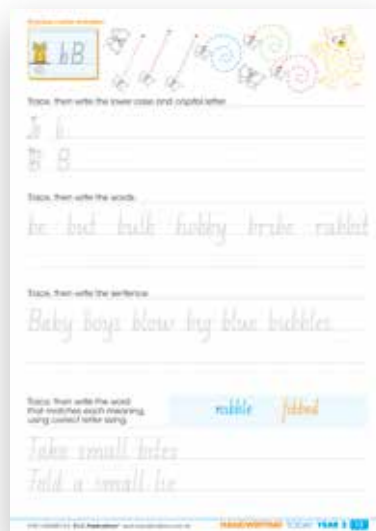 bB
Trace, then write the lower case and capital letter.
b b
B B
Trace, then write the words.
be but bulb hobby bribe rabbit
Trace, then write the sentence.
Baby boys blow big blue bubbles.
Trace, then write the word
that matches each meaning,
using correct letter sizing.
nibble fibbed
Take small bites
Told a small lie
HANDWRITING TODAY YEAR 3